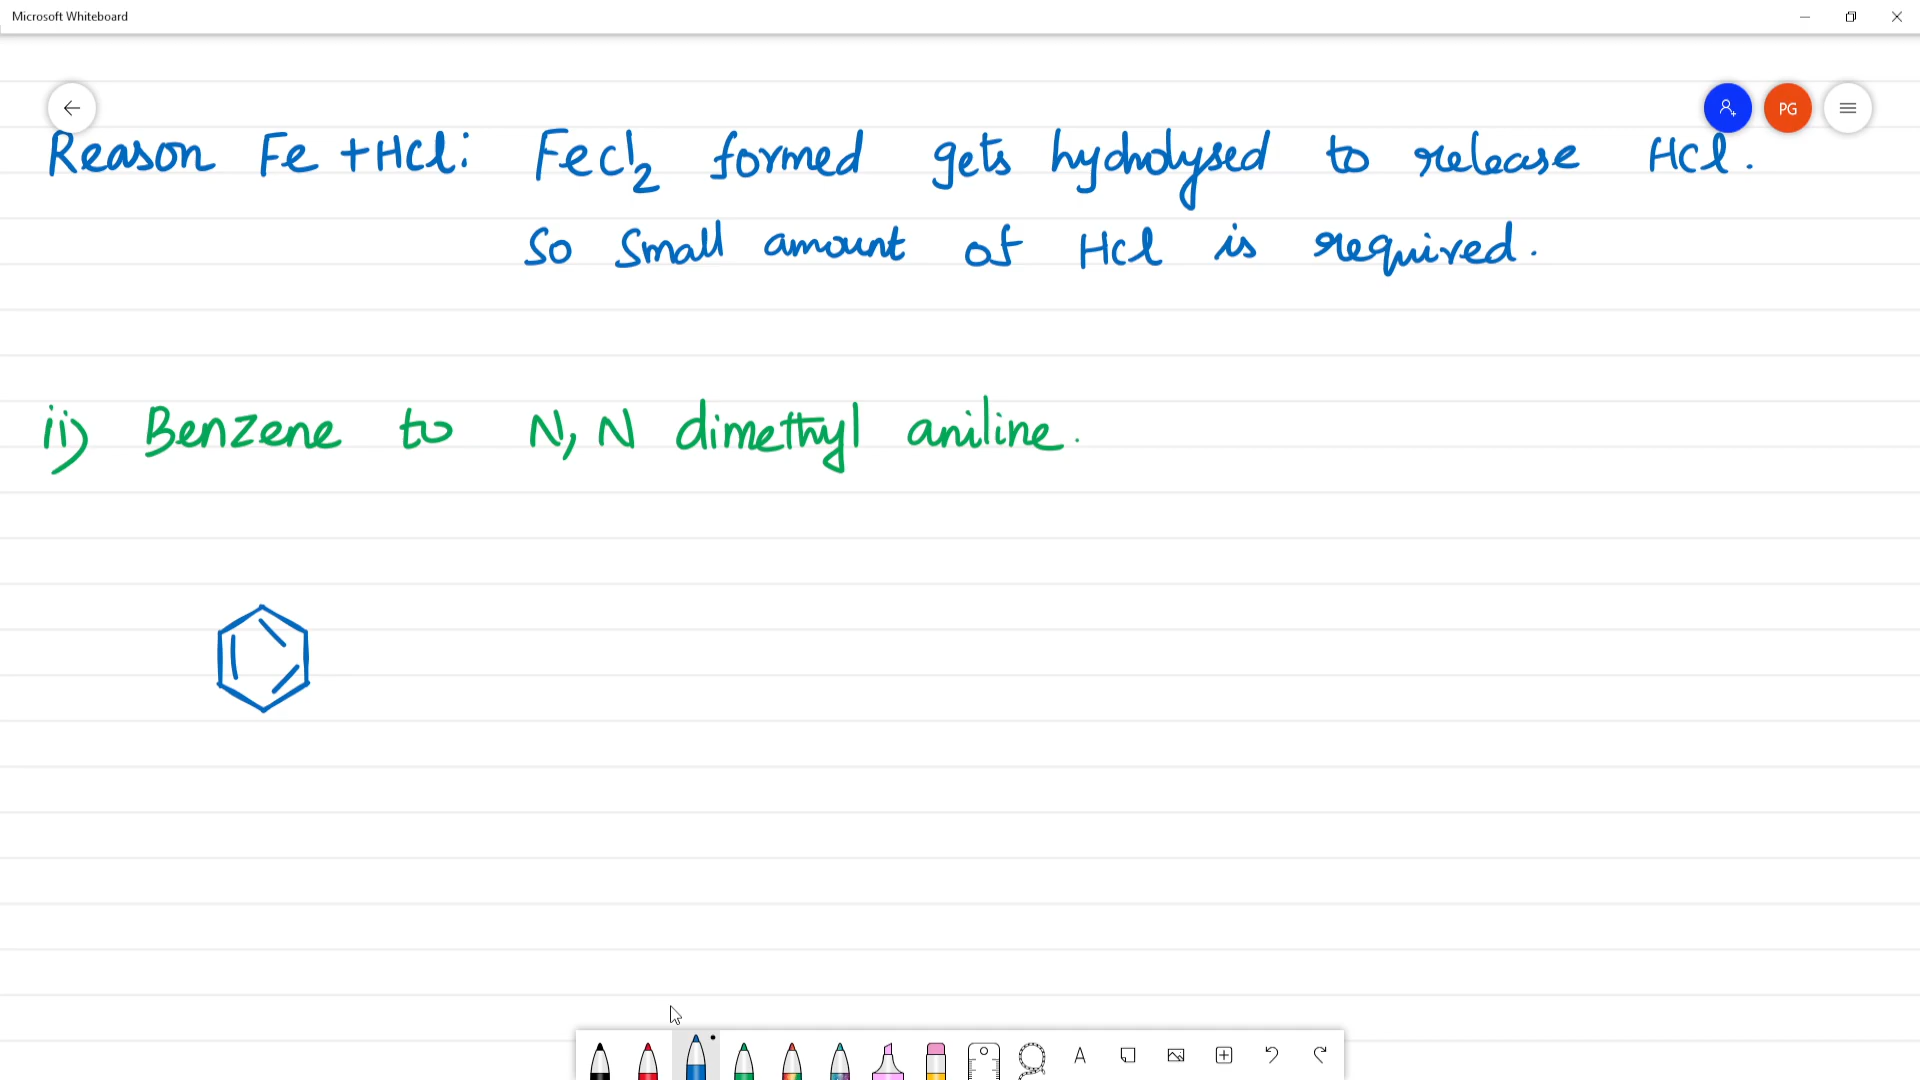 Microsoft Whiteboard
PG
Reason Fe + HCl: FeCl2 formed gets hydrolysed to release HCl.
So small amount of HCl is required.
ii) Benzene to N, N dimethyl aniline.
A